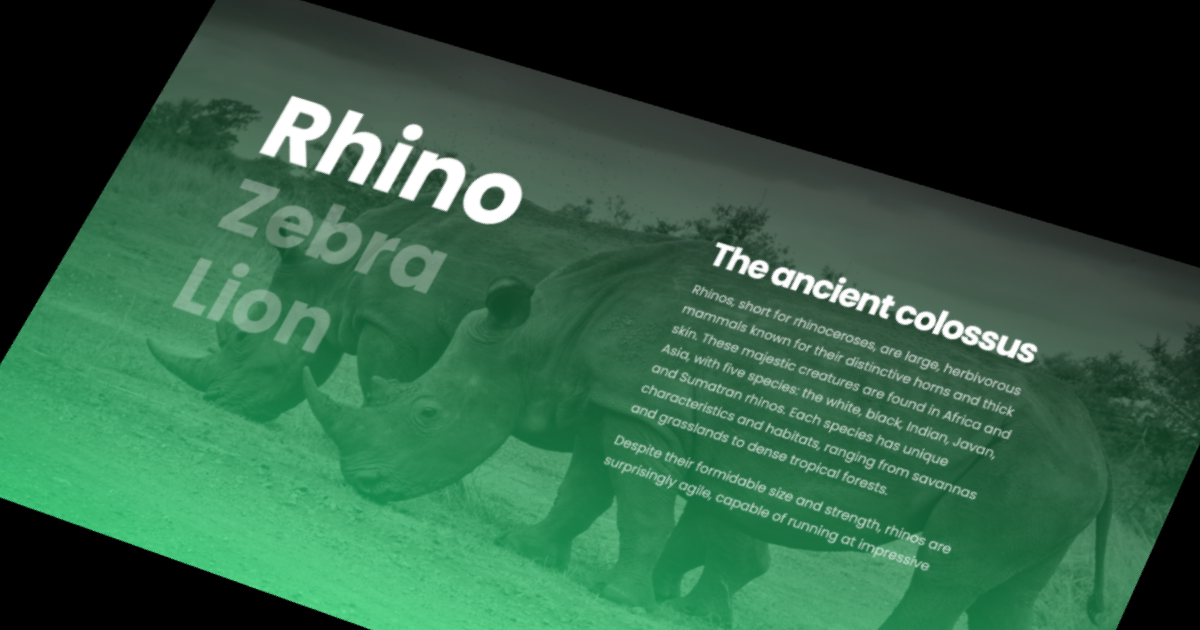 Rhino
Zebra
Lion
The ancient colossus
Rhinos, short for rhinoceroses, are large, herbivorous
mammals known for their distinctive horns and thick
skin. These majestic creatures are found in Africa and
Asia, with five species: the white, black, Indian, Javan,
and Sumatran rhinos. Each species has unique
characteristics and habitats, ranging from savannas
and grasslands to dense tropical forests.
Despite their formidable size and strength, rhinos are
surprisingly agile, capable of running at impressive